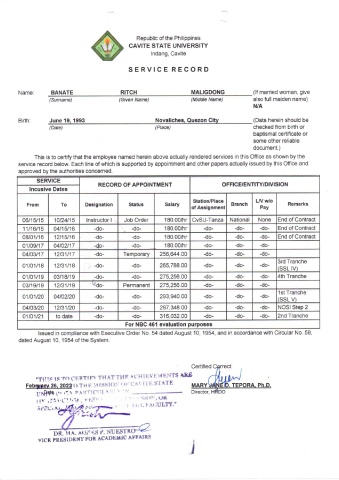 Republic of the Philippines
CAVITE STATE UNIVERSITY
Indang, Cavite
SERVICE RECORD
Name: BANATE RITCH MALIGDONG (If married woman, give
(Surname) (Given Name) (Middle Name) also full maiden name)
N/A
Birth: June 19, 1993 Novaliches, Quezon City (Data herein should be
(Date) (Place) checked from birth or
baptismal certificate or
some other reliable
document.)
This is to certify that the employee named herein above actually rendered services in this Office as shown by the
service record below. Each line of which is supported by appointment and other papers actually issued by this Office and
approved by the authorities concerned.
SERVICE RECORD OF APPOINTMENT OFFICE/ENTITY/DIVISION
Incusive Dates
From To Designation Status Salary Station/Place of Assignment Branch L/V w/o Pay Remarks
06/15/15 10/24/15 Instructor I Job Order 180.00/hr CvSU-Tanza National None End of Contract
11/16/15 04/15/16 -do- -do- 180.00/hr -do- -do- -do- End of Contract
08/01/16 12/15/16 -do- -do- 180.00/hr -do- -do- -do- End of Contract
01/09/17 04/02/17 -do- -do- 180.00/hr -do- -do- -do-
04/03/17 12/31/17 -do- Temporary 256,644.00 -do- -do- -do-
01/01/18 12/31/18 -do- -do- 265,788.00 -do- -do- -do- 3rd Tranche (SSL IV)
01/01/19 03/18/19 -do- -do- 275,256.00 -do- -do- -do- 4th Tranche
03/19/19 12/31/19 -do- Permanent 275,256.00 -do- -do- -do-
01/01/20 04/02/20 -do- -do- 293,940.00 -do- -do- -do- 1st Tranche (SSL V)
04/03/20 12/31/20 -do- -do- 297,348.00 -do- -do- -do- NOSI Step 2
01/01/21 to date -do- -do- 315,032.00 -do- -do- -do- 2nd Tranche
For NBC 461 evaluation purposes
Issued in compliance with Executive Order No. 54 dated August 10, 1954, and in accordance with Circular No. 58,
dated August 10, 1954 of the System.
Certified Correct:
"THIS IS TO CERTIFY THAT THE ACHIEVEMENTS ARE
February 26, 2022 THE MISSION OF CAVITE STATE
MARY JANE D. TEPORA, Ph.D.
Director, HRDO
FACULTY."
VICE PRESIDENT FOR ACADEMIC AFFAIRS